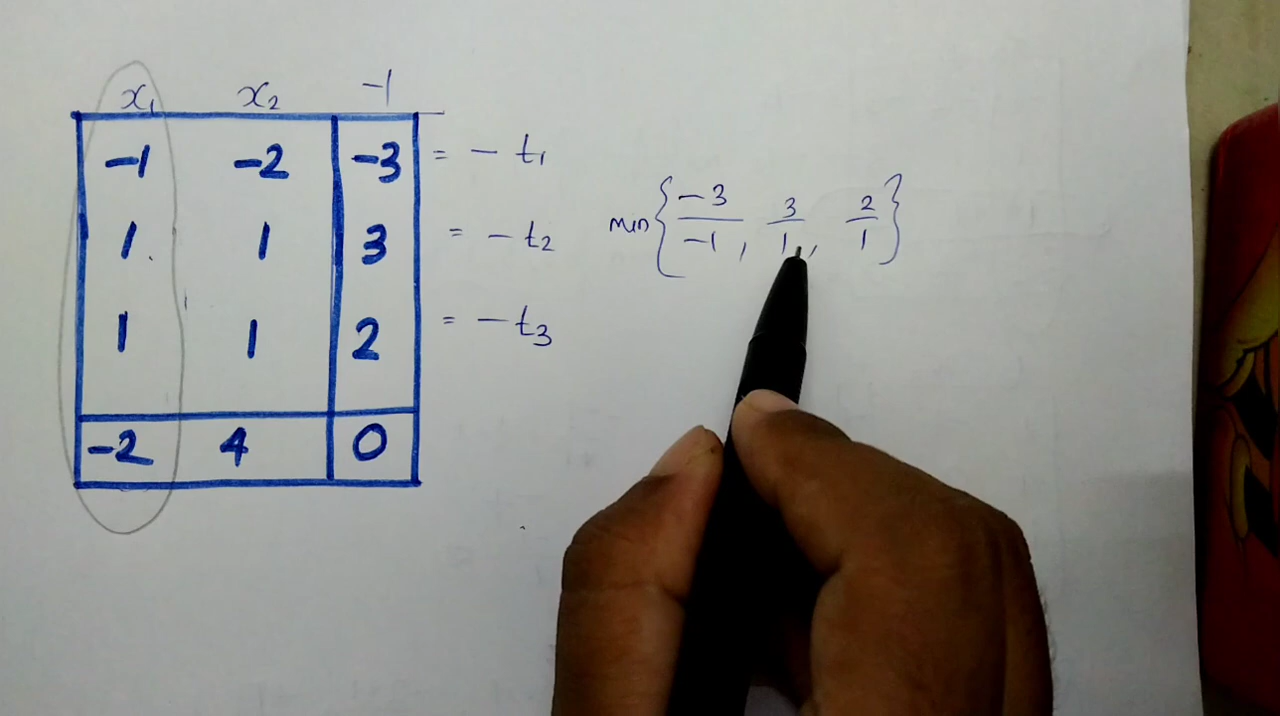 x₁ x₂ -1
-1 -2 -3 = - t₁
1 1 3 = - t₂
1 1 2 = - t₃
-2 4 0
min{ -3/-1 , 3/1 , 2/1 }